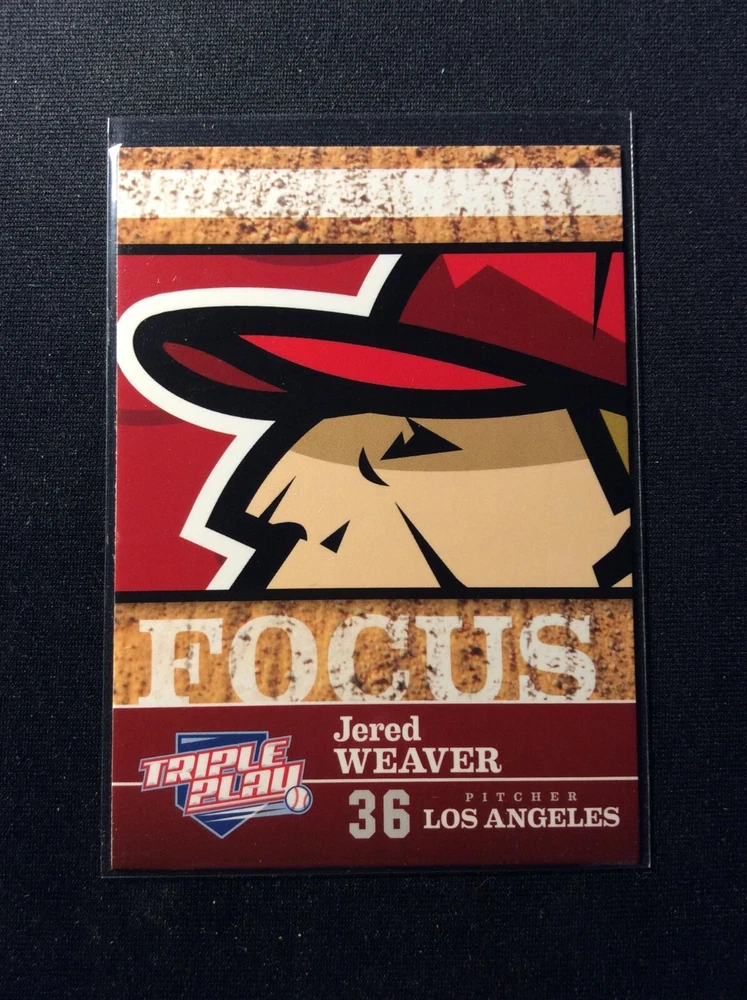 FOCUS
TRIPLE
PLAY
Jered
WEAVER
36
PITCHER
LOS ANGELES